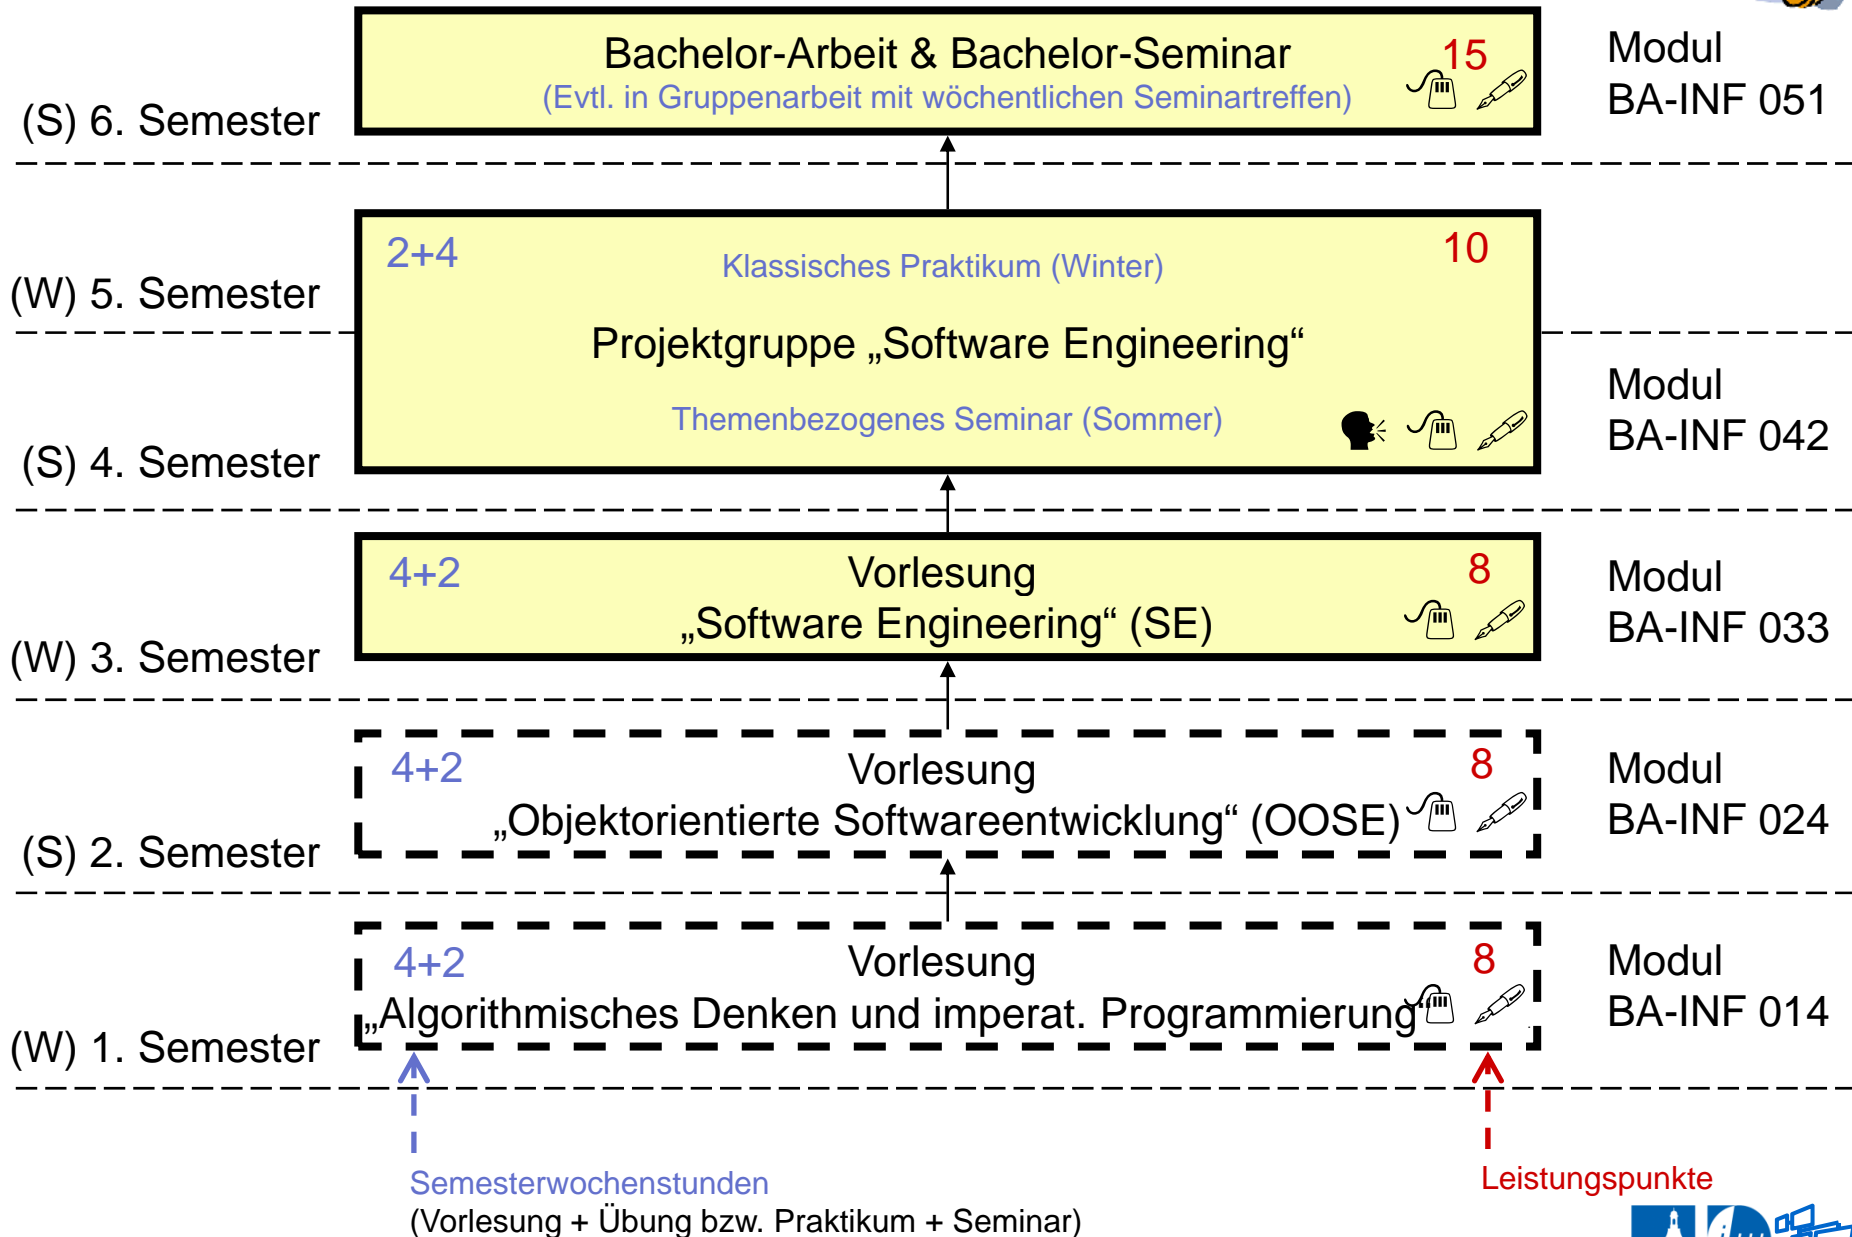 Bachelor-Arbeit & Bachelor-Seminar
15
(Evtl. in Gruppenarbeit mit wöchentlichen Seminartreffen)
Modul
BA-INF 051
(S) 6. Semester
2+4
Klassisches Praktikum (Winter)
10
(W) 5. Semester
Projektgruppe „Software Engineering“
Themenbezogenes Seminar (Sommer)
Modul
BA-INF 042
(S) 4. Semester
4+2
Vorlesung
8
„Software Engineering“ (SE)
Modul
BA-INF 033
(W) 3. Semester
4+2
Vorlesung
8
„Objektorientierte Softwareentwicklung“ (OOSE)
Modul
BA-INF 024
(S) 2. Semester
4+2
Vorlesung
8
„Algorithmisches Denken und imperat. Programmierung“
Modul
BA-INF 014
(W) 1. Semester
Semesterwochenstunden
(Vorlesung + Übung bzw. Praktikum + Seminar)
Leistungspunkte